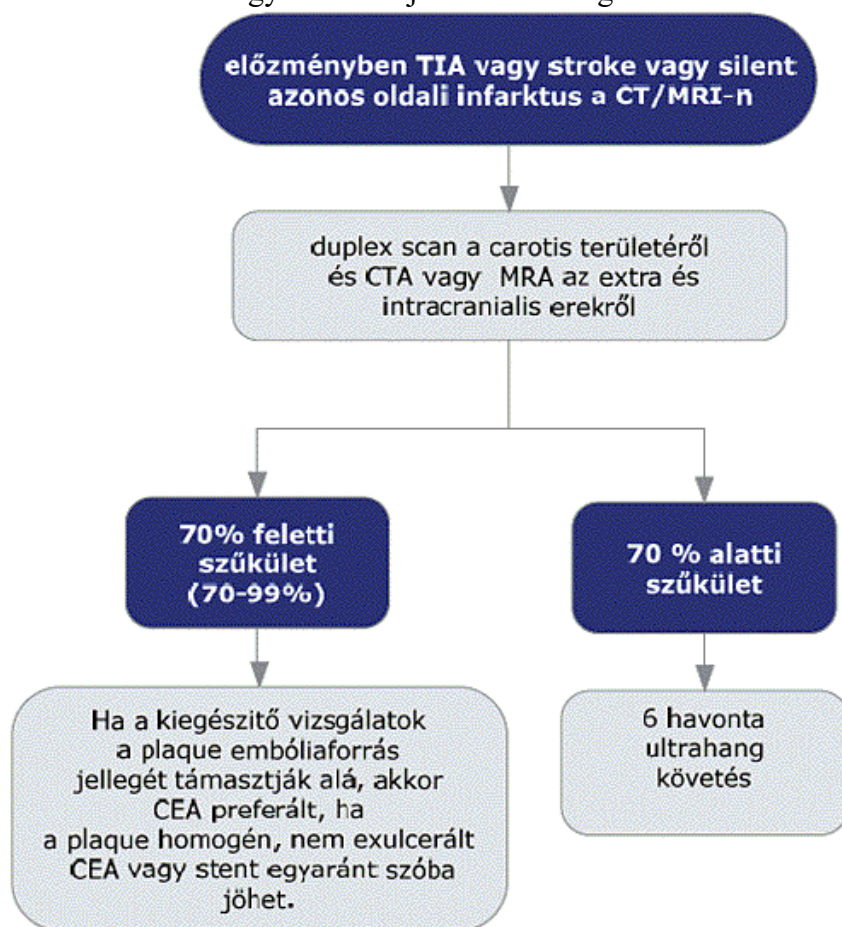 előzményben TIA vagy stroke vagy silent
azonos oldali infarktus a CT/MRI-n
duplex scan a carotis területéről
és CTA vagy MRA az extra és
intracranialis erekről
70% feletti
szűkület
(70-99%)
70 % alatti
szűkület
Ha a kiegészitő vizsgálatok
a plaque embóliaforrás
jellegét támasztják alá, akkor
CEA preferált, ha
a plaque homogén, nem exulcerált
CEA vagy stent egyaránt szóba
jöhet.
6 havonta
ultrahang
követés